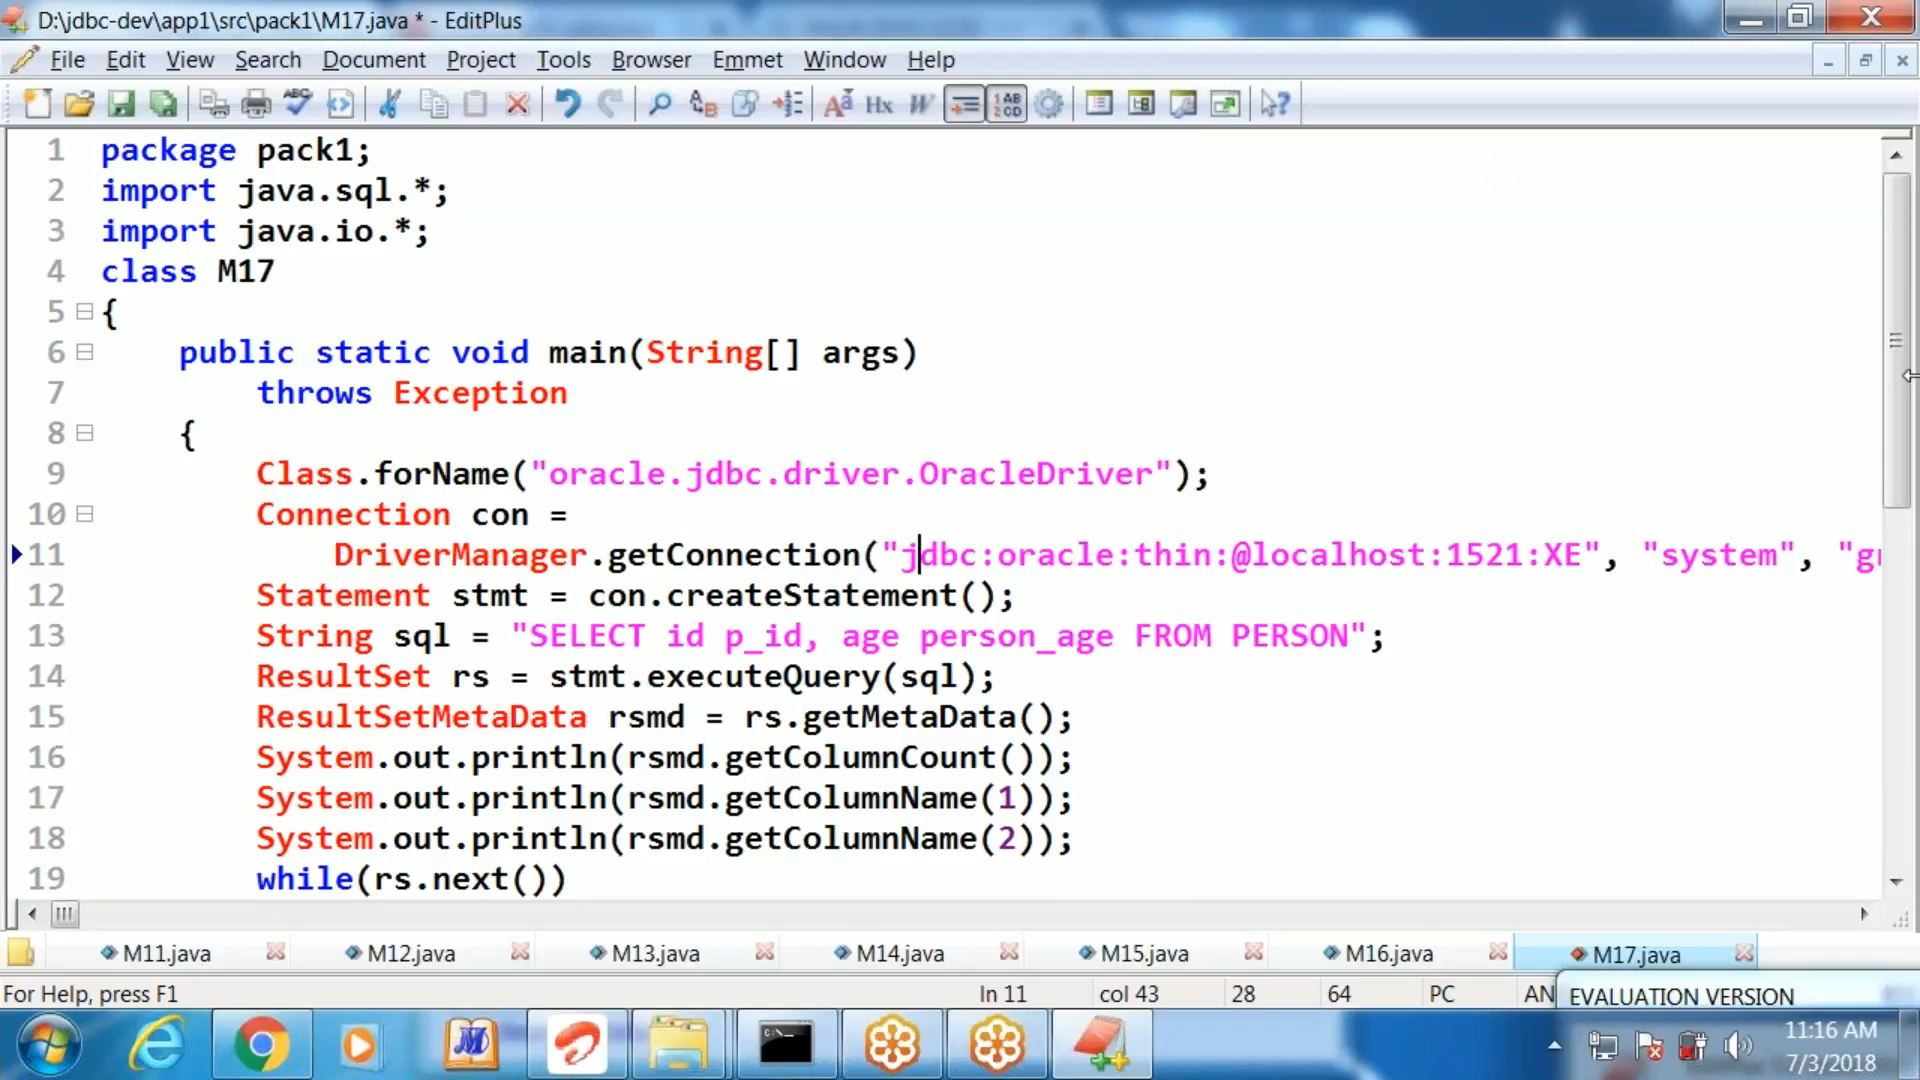 D:\jdbc-dev\app1\src\pack1\M17.java * - EditPlus
File Edit View Search Document Project Tools Browser Emmet Window Help
1 package pack1;
2 import java.sql.*;
3 import java.io.*;
4 class M17
5 {
6 public static void main(String[] args)
7 throws Exception
8 {
9 Class.forName("oracle.jdbc.driver.OracleDriver");
10 Connection con =
11 DriverManager.getConnection("jdbc:oracle:thin:@localhost:1521:XE", "system", "g
12 Statement stmt = con.createStatement();
13 String sql = "SELECT id p_id, age person_age FROM PERSON";
14 ResultSet rs = stmt.executeQuery(sql);
15 ResultSetMetaData rsmd = rs.getMetaData();
16 System.out.println(rsmd.getColumnCount());
17 System.out.println(rsmd.getColumnName(1));
18 System.out.println(rsmd.getColumnName(2));
19 while(rs.next())
M11.java M12.java M13.java M14.java M15.java M16.java M17.java
For Help, press F1 ln 11 col 43 28 64 PC AN EVALUATION VERSION
11:16 AM
7/3/2018